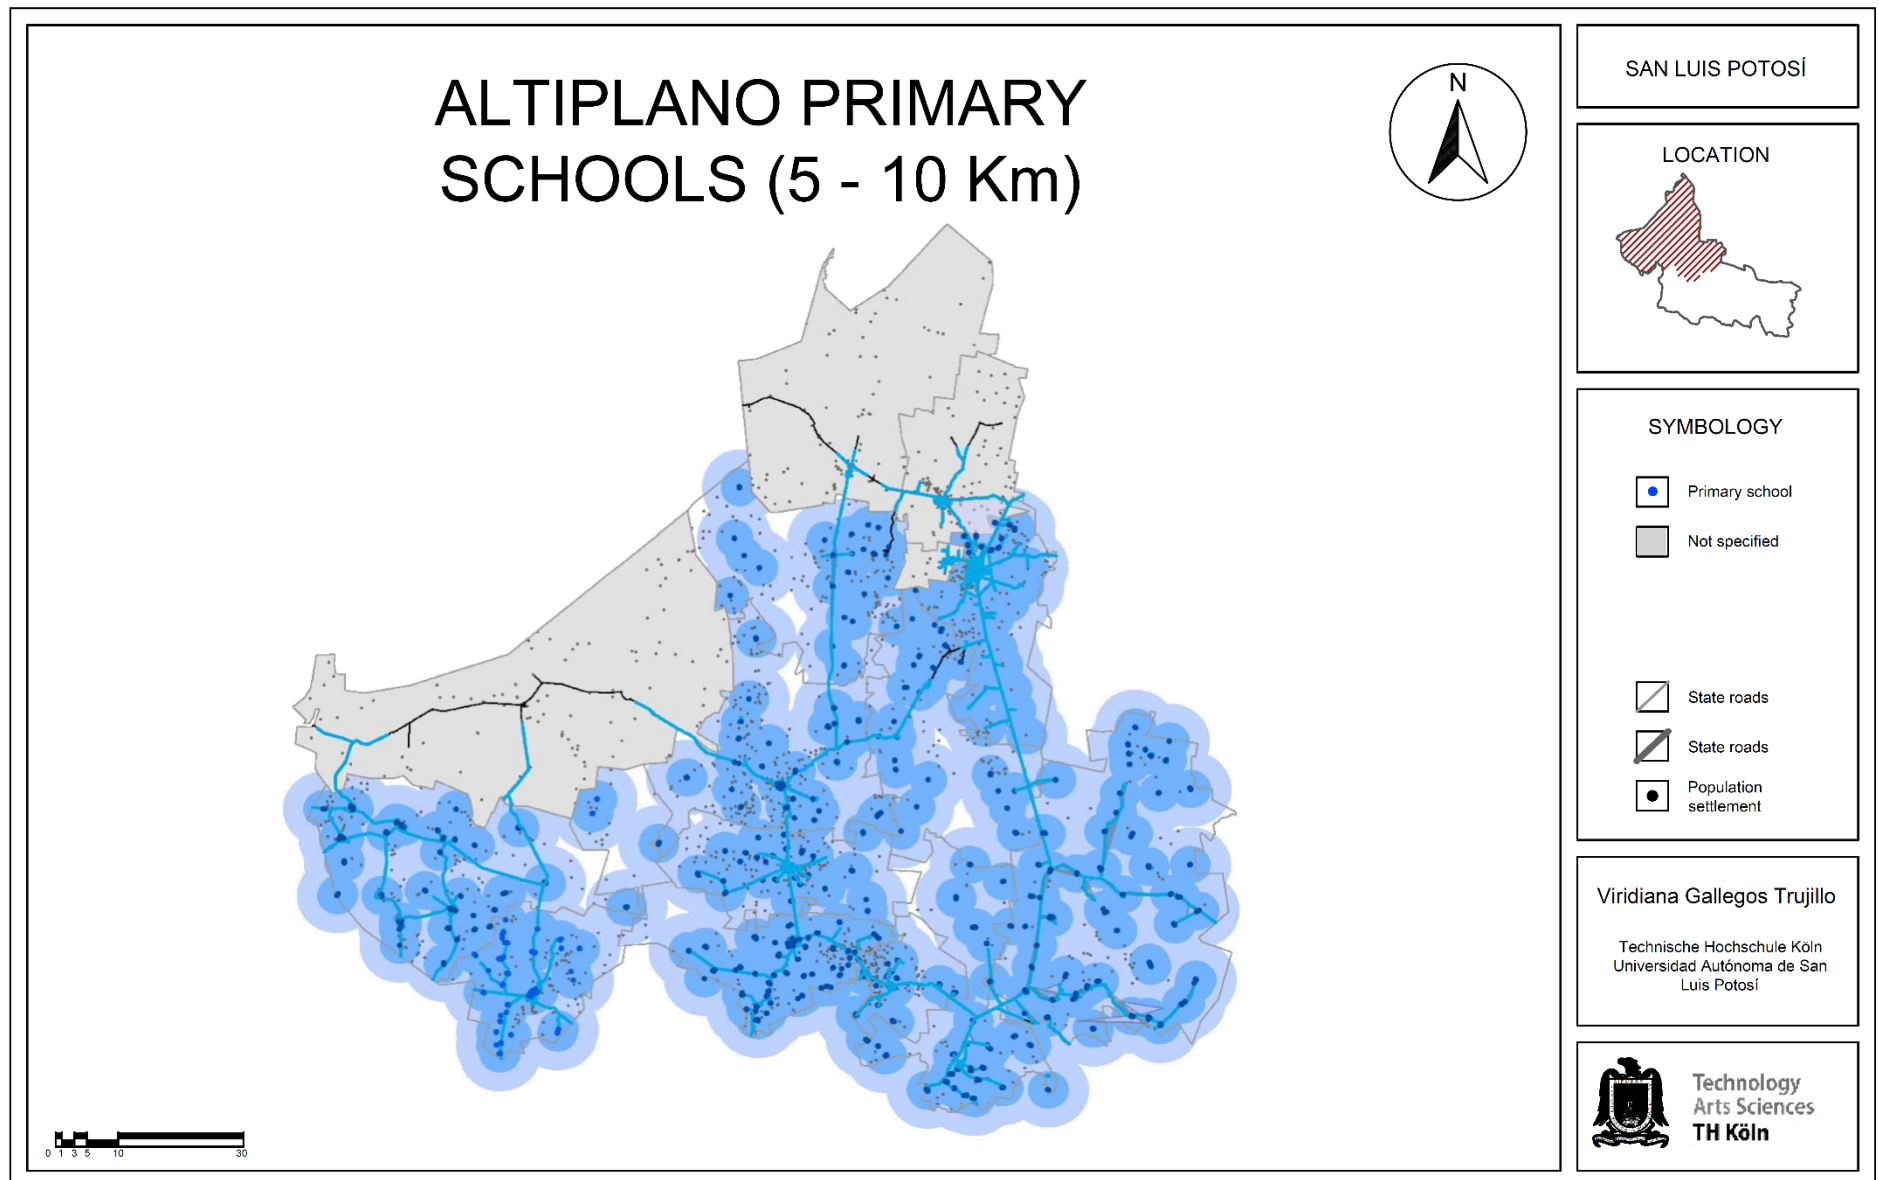 ALTIPLANO PRIMARY
SCHOOLS (5 - 10 Km)
N
SAN LUIS POTOSÍ
LOCATION
SYMBOLOGY
Primary school
Not specified
State roads
State roads
Population
settlement
Viridiana Gallegos Trujillo
Technische Hochschule Köln
Universidad Autónoma de San
Luis Potosí
Technology
Arts Sciences
TH Köln
0 1 3 5 10 30